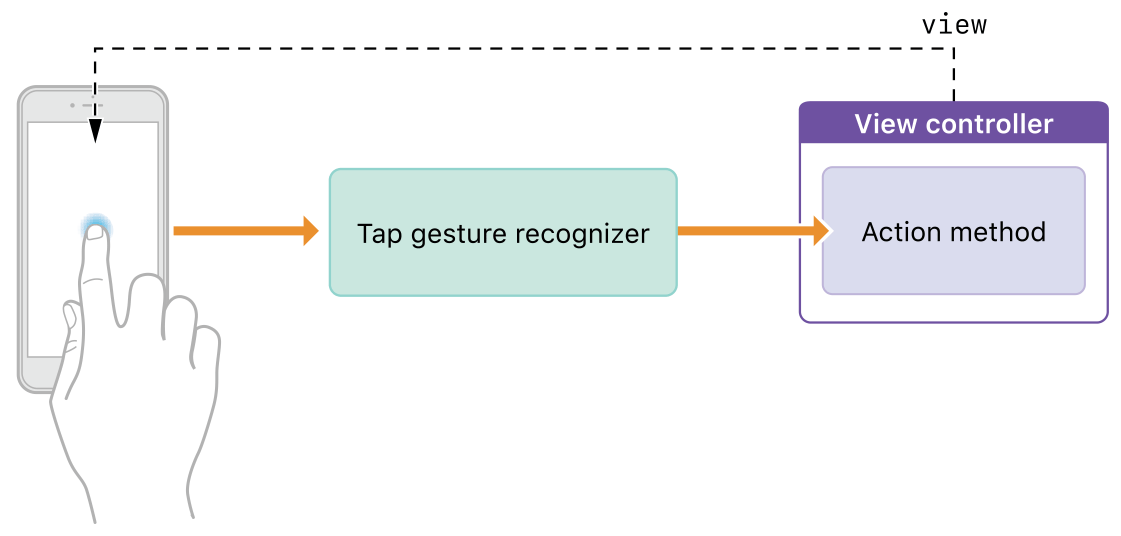 view
View controller
Tap gesture recognizer
Action method